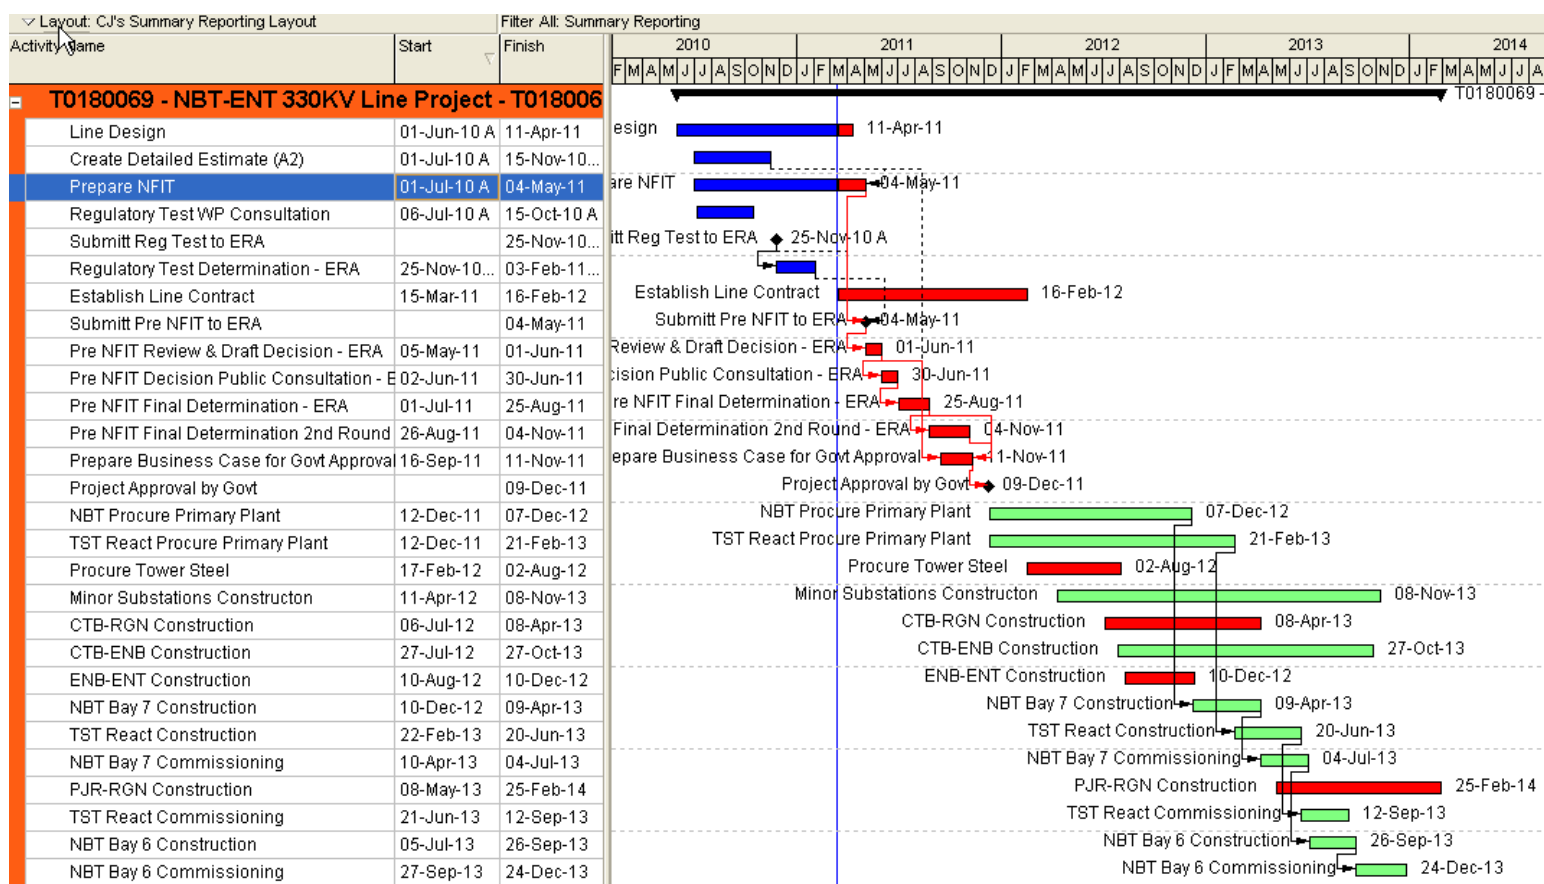 Layout: CJ's Summary Reporting Layout Filter All: Summary Reporting
Activity Name Start Finish 2010 2011 2012 2013 2014
F M A M J J A S O N D J F M A M J J A S O N D J F M A M J J A S O N D J F M A M J J A S O N D J F M A M J J A
T0180069 - NBT-ENT 330KV Line Project - T018006 T0180069 -
Line Design 01-Jun-10 A 11-Apr-11 esign 11-Apr-11
Create Detailed Estimate (A2) 01-Jul-10 A 15-Nov-10...
Prepare NFIT 01-Jul-10 A 04-May-11 are NFIT 04-May-11
Regulatory Test WP Consultation 06-Jul-10 A 15-Oct-10 A
Submitt Reg Test to ERA 25-Nov-10... itt Reg Test to ERA 25-Nov-10 A
Regulatory Test Determination - ERA 25-Nov-10... 03-Feb-11...
Establish Line Contract 15-Mar-11 16-Feb-12 Establish Line Contract 16-Feb-12
Submitt Pre NFIT to ERA 04-May-11 Submitt Pre NFIT to ERA 04-May-11
Pre NFIT Review & Draft Decision - ERA 05-May-11 01-Jun-11 Review & Draft Decision - ERA 01-Jun-11
Pre NFIT Decision Public Consultation - E 02-Jun-11 30-Jun-11 cision Public Consultation - ERA 30-Jun-11
Pre NFIT Final Determination - ERA 01-Jul-11 25-Aug-11 re NFIT Final Determination - ERA 25-Aug-11
Pre NFIT Final Determination 2nd Round 26-Aug-11 04-Nov-11 Final Determination 2nd Round - ERA 04-Nov-11
Prepare Business Case for Govt Approval 16-Sep-11 11-Nov-11 epare Business Case for Govt Approval 11-Nov-11
Project Approval by Govt 09-Dec-11 Project Approval by Govt 09-Dec-11
NBT Procure Primary Plant 12-Dec-11 07-Dec-12 NBT Procure Primary Plant 07-Dec-12
TST React Procure Primary Plant 12-Dec-11 21-Feb-13 TST React Procure Primary Plant 21-Feb-13
Procure Tower Steel 17-Feb-12 02-Aug-12 Procure Tower Steel 02-Aug-12
Minor Substations Constructon 11-Apr-12 08-Nov-13 Minor Substations Constructon 08-Nov-13
CTB-RGN Construction 06-Jul-12 08-Apr-13 CTB-RGN Construction 08-Apr-13
CTB-ENB Construction 27-Jul-12 27-Oct-13 CTB-ENB Construction 27-Oct-13
ENB-ENT Construction 10-Aug-12 10-Dec-12 ENB-ENT Construction 10-Dec-12
NBT Bay 7 Construction 10-Dec-12 09-Apr-13 NBT Bay 7 Construction 09-Apr-13
TST React Construction 22-Feb-13 20-Jun-13 TST React Construction 20-Jun-13
NBT Bay 7 Commissioning 10-Apr-13 04-Jul-13 NBT Bay 7 Commissioning 04-Jul-13
PJR-RGN Construction 08-May-13 25-Feb-14 PJR-RGN Construction 25-Feb-14
TST React Commissioning 21-Jun-13 12-Sep-13 TST React Commissioning 12-Sep-13
NBT Bay 6 Construction 05-Jul-13 26-Sep-13 NBT Bay 6 Construction 26-Sep-13
NBT Bay 6 Commissioning 27-Sep-13 24-Dec-13 NBT Bay 6 Commissioning 24-Dec-13